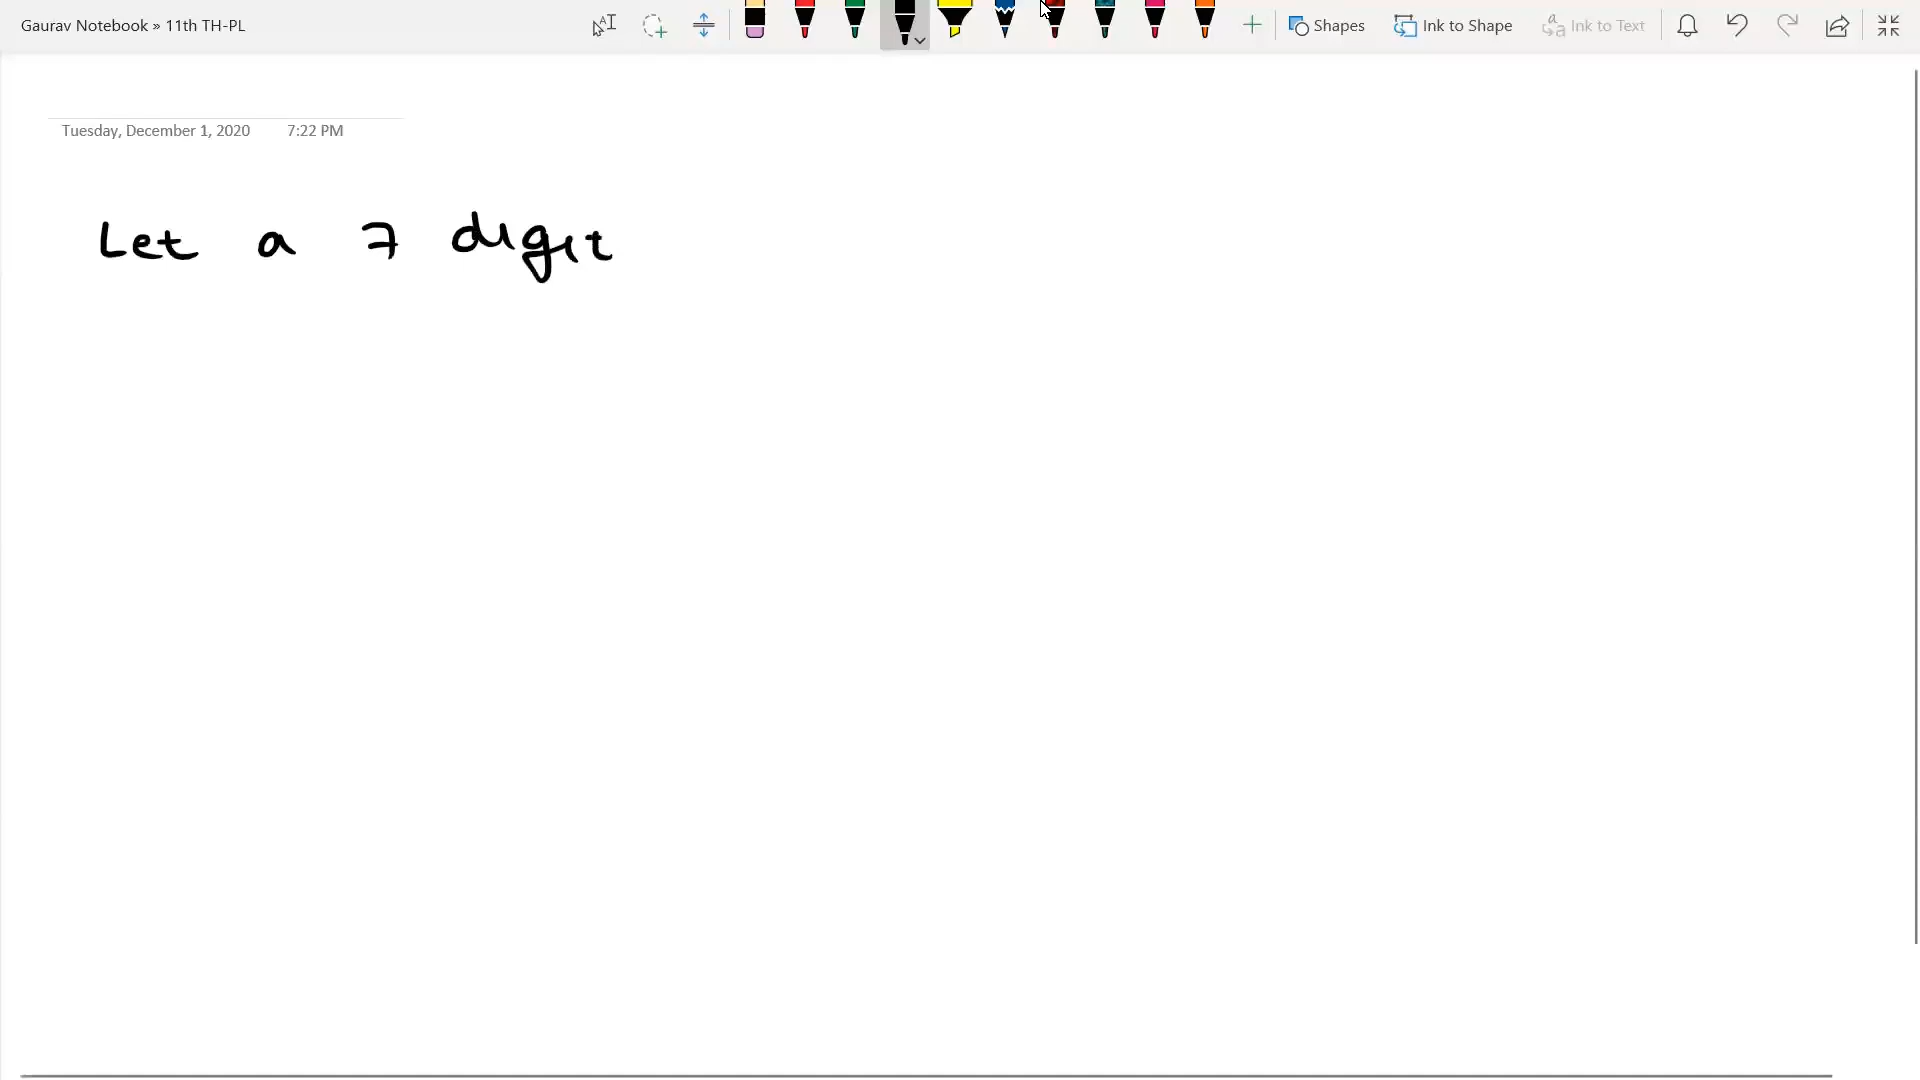 Gaurav Notebook » 11th TH-PL Shapes Ink to Shape Ink to Text
Tuesday, December 1, 2020 7:22 PM
Let a 7 digit